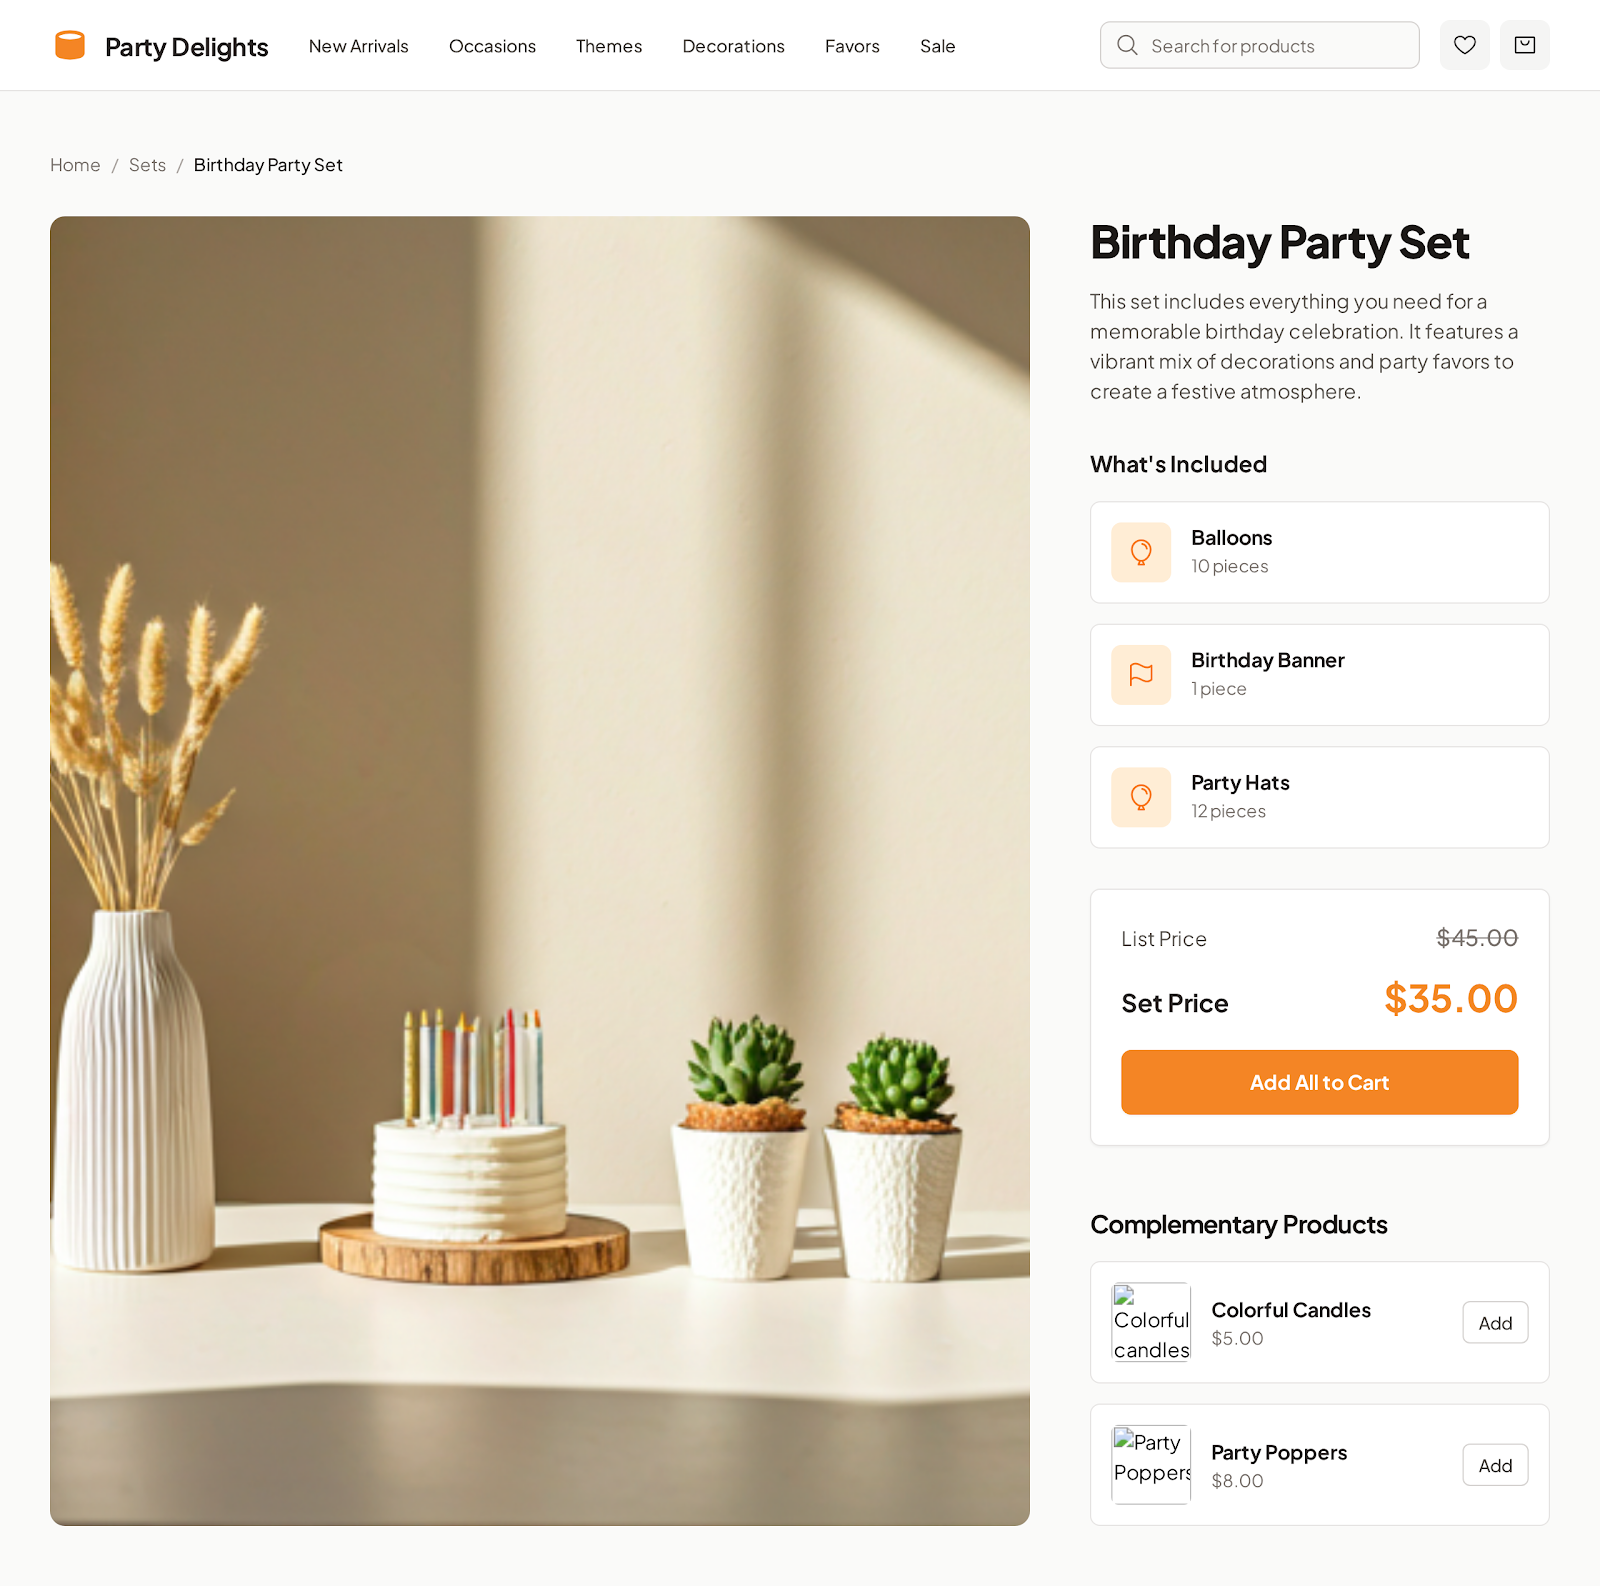 Party Delights
New Arrivals
Occasions
Themes
Decorations
Favors
Sale
Search for products
Home / Sets / Birthday Party Set
Birthday Party Set
This set includes everything you need for a
memorable birthday celebration. It features a
vibrant mix of decorations and party favors to
create a festive atmosphere.
What's Included
Balloons
10 pieces
Birthday Banner
1 piece
Party Hats
12 pieces
List Price
$45.00
Set Price
$35.00
Add All to Cart
Complementary Products
Colorful
candles
Colorful Candles
$5.00
Add
Party
Poppers
Party Poppers
$8.00
Add